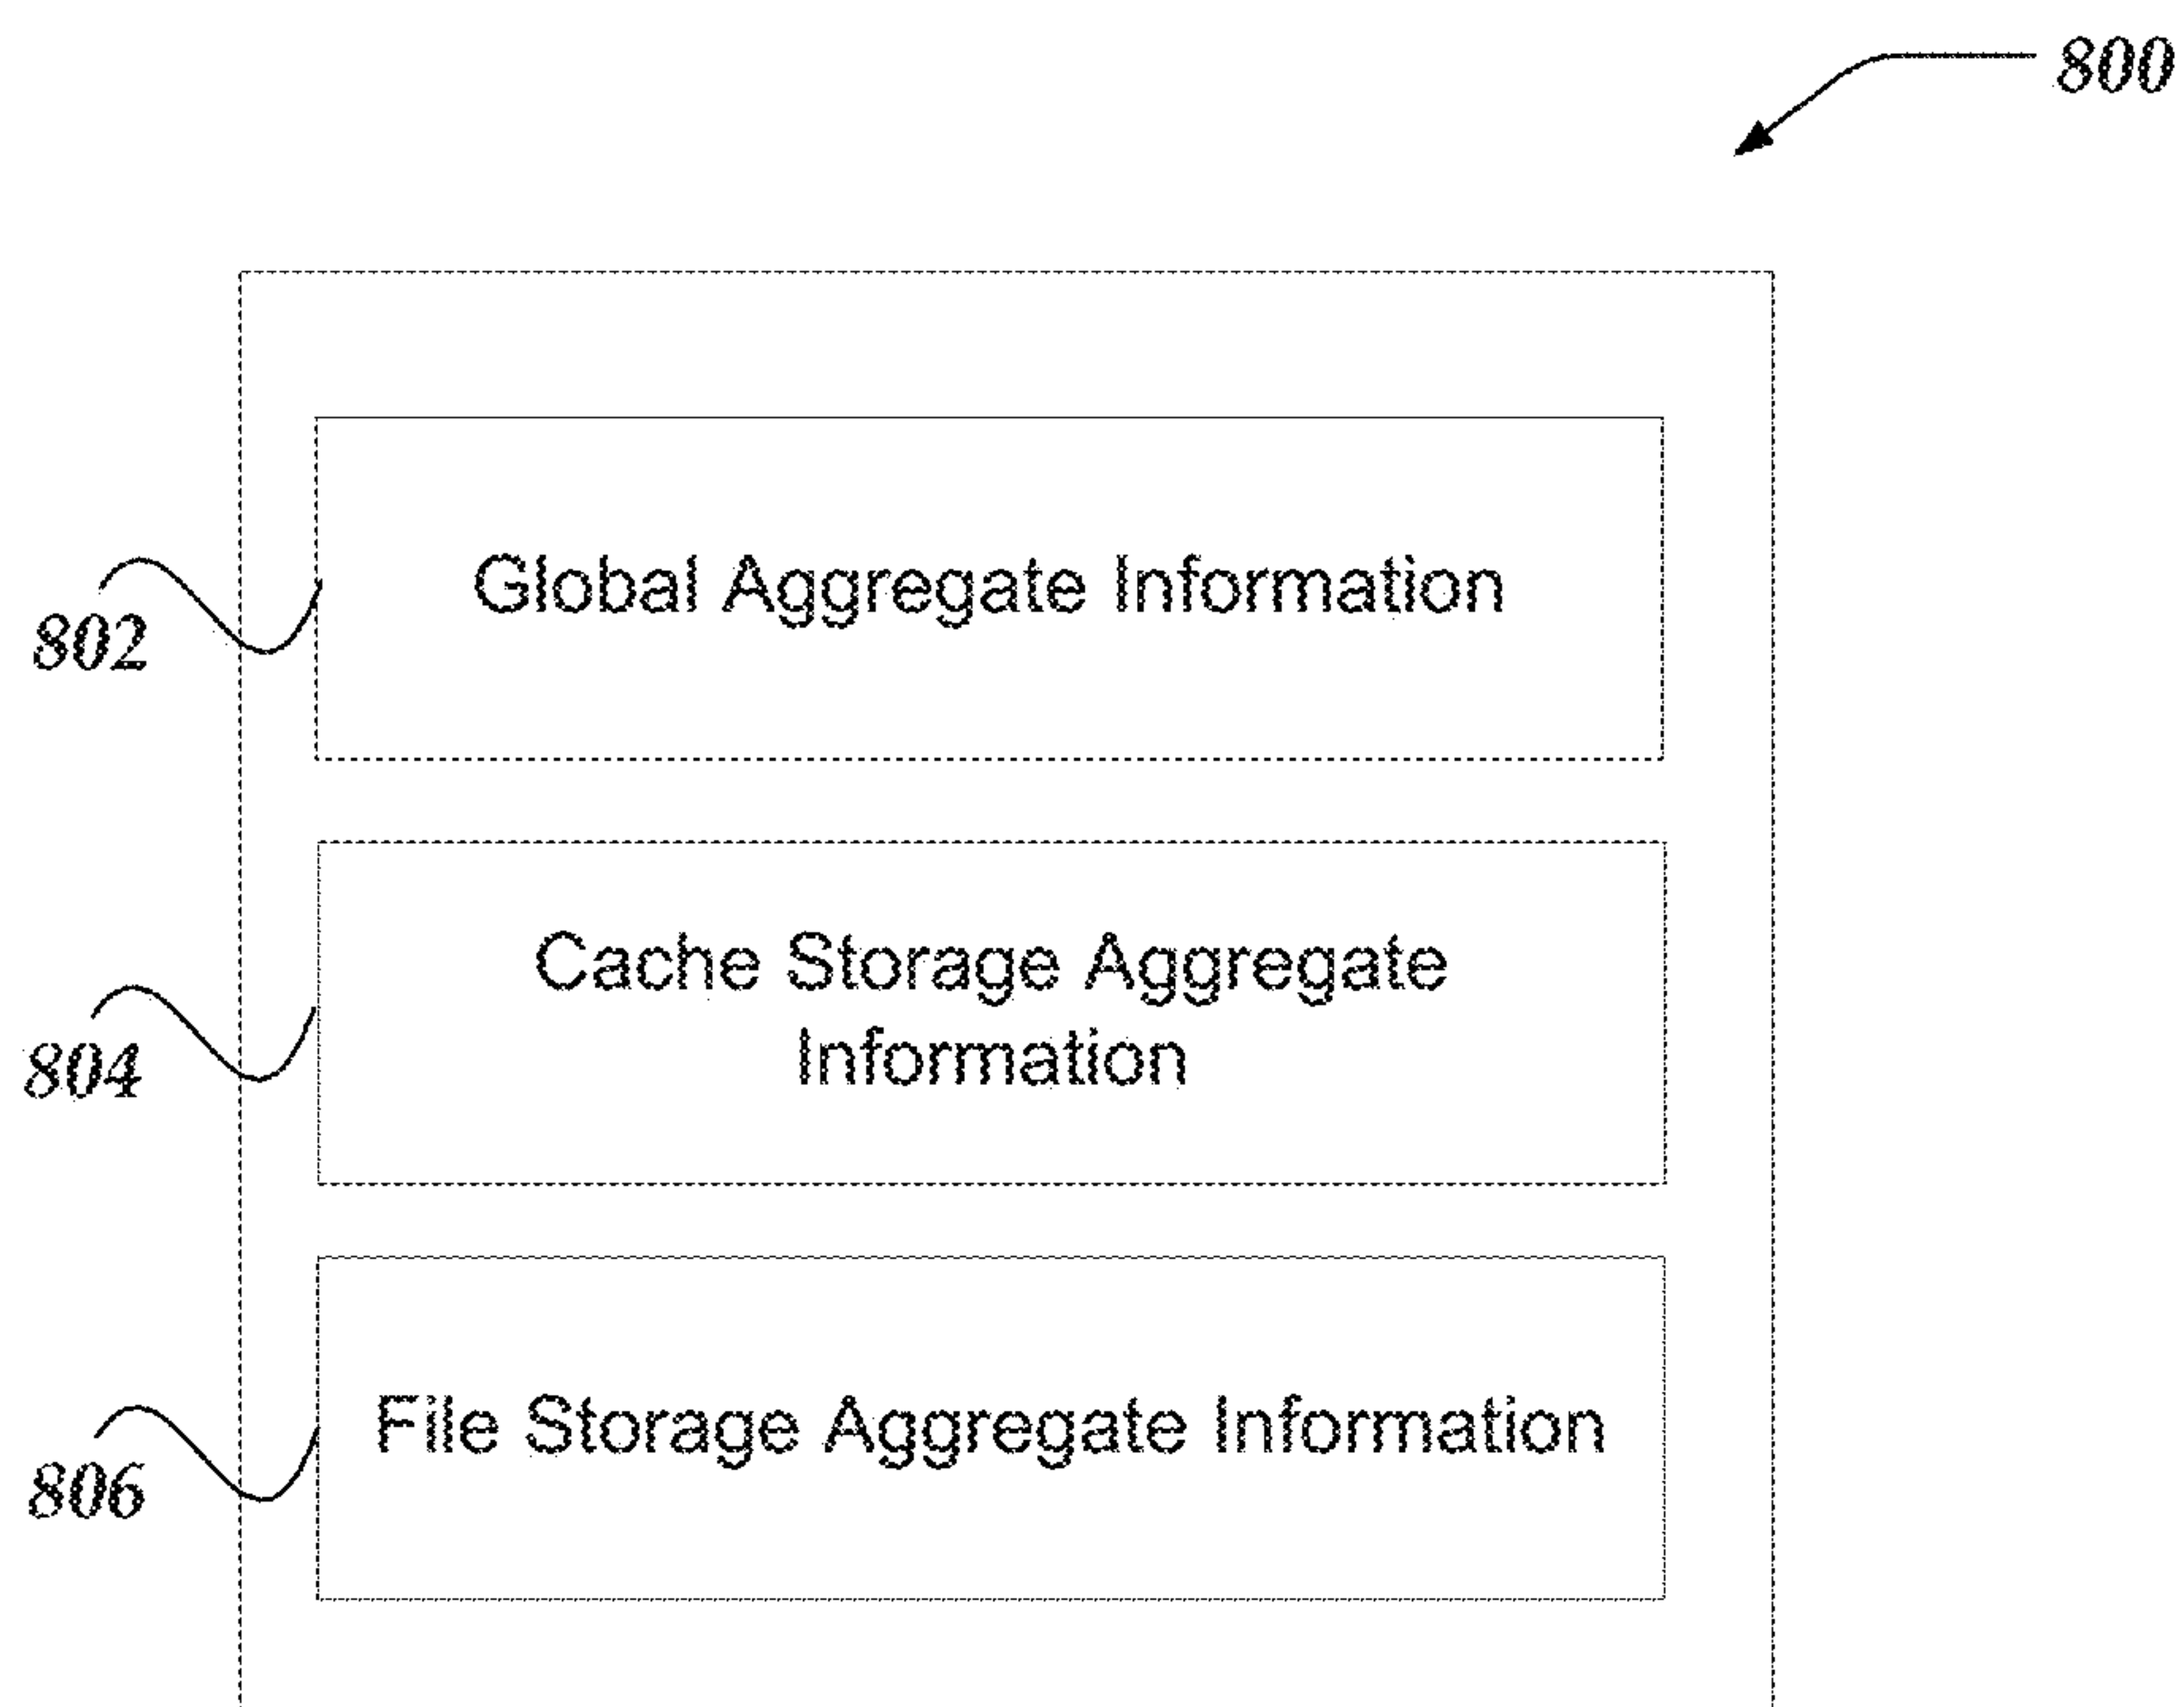 800
Global Aggregate Information
802
Cache Storage Aggregate
Information
804
File Storage Aggregate Information
806